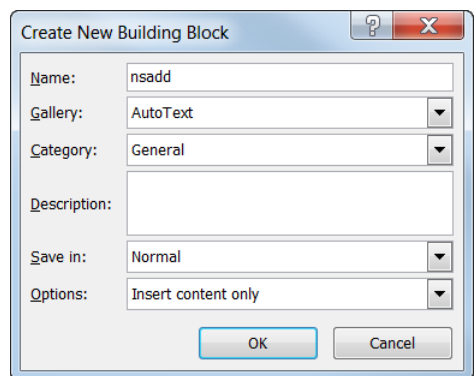 Create New Building Block
Name: nsadd
Gallery: AutoText
Category: General
Description:
Save in: Normal
Options: Insert content only
OK Cancel